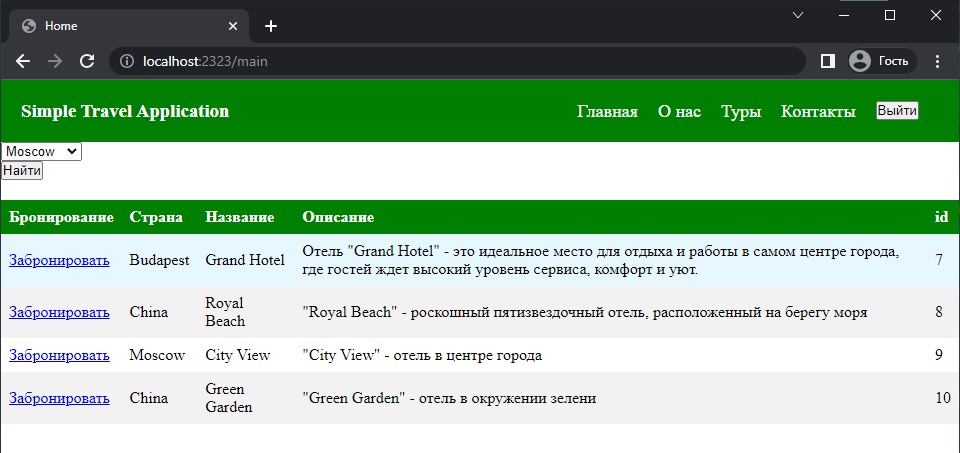 Home
localhost:2323/main
Гость
Simple Travel Application Главная О нас Туры Контакты Выйти
Moscow
Найти
Бронирование Страна Название Описание id
Забронировать Budapest Grand Hotel Отель "Grand Hotel" - это идеальное место для отдыха и работы в самом центре города, 7
где гостей ждет высокий уровень сервиса, комфорт и уют.
Забронировать China Royal "Royal Beach" - роскошный пятизвездочный отель, расположенный на берегу моря 8
Beach
Забронировать Moscow City View "City View" - отель в центре города 9
Забронировать China Green "Green Garden" - отель в окружении зелени 10
Garden